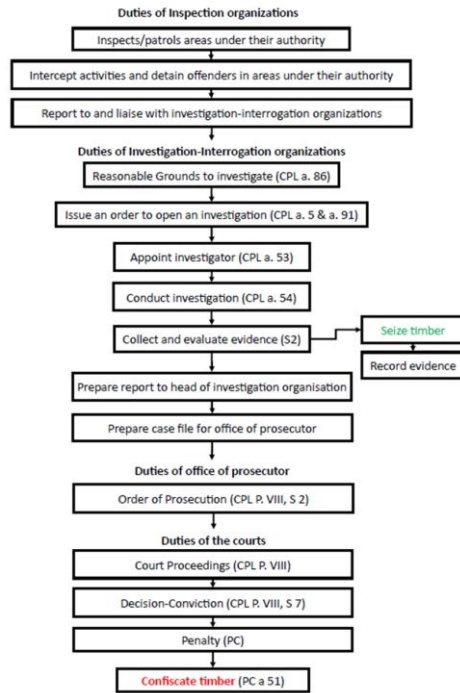 Duties of Inspection organizations
Inspects/patrols areas under their authority
Intercept activities and detain offenders in areas under their authority
Report to and liaise with investigation-interrogation organizations
Duties of Investigation-Interrogation organizations
Reasonable Grounds to investigate (CPL a. 86)
Issue an order to open an investigation (CPL a. 5 & a. 91)
Appoint investigator (CPL a. 53)
Conduct investigation (CPL a. 54)
Collect and evaluate evidence (S2)
Seize timber
Record evidence
Prepare report to head of investigation organisation
Prepare case file for office of prosecutor
Duties of office of prosecutor
Order of Prosecution (CPL P. VIII, S 2)
Duties of the courts
Court Proceedings (CPL P. VIII)
Decision-Conviction (CPL P. VIII, S 7)
Penalty (PC)
Confiscate timber (PC a 51)